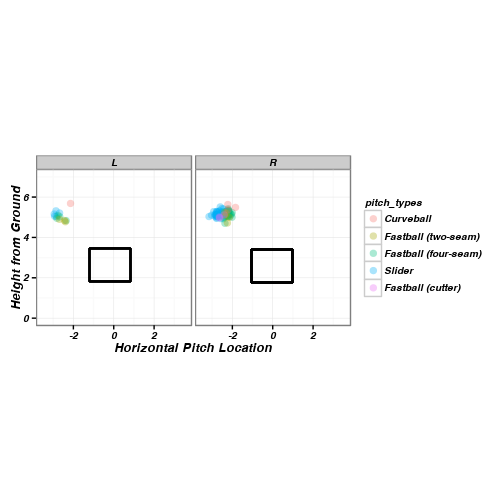 L R
6
4
2
0
Height from Ground
-2 0 2 -2 0 2
Horizontal Pitch Location
pitch_types
Curveball
Fastball (two-seam)
Fastball (four-seam)
Slider
Fastball (cutter)